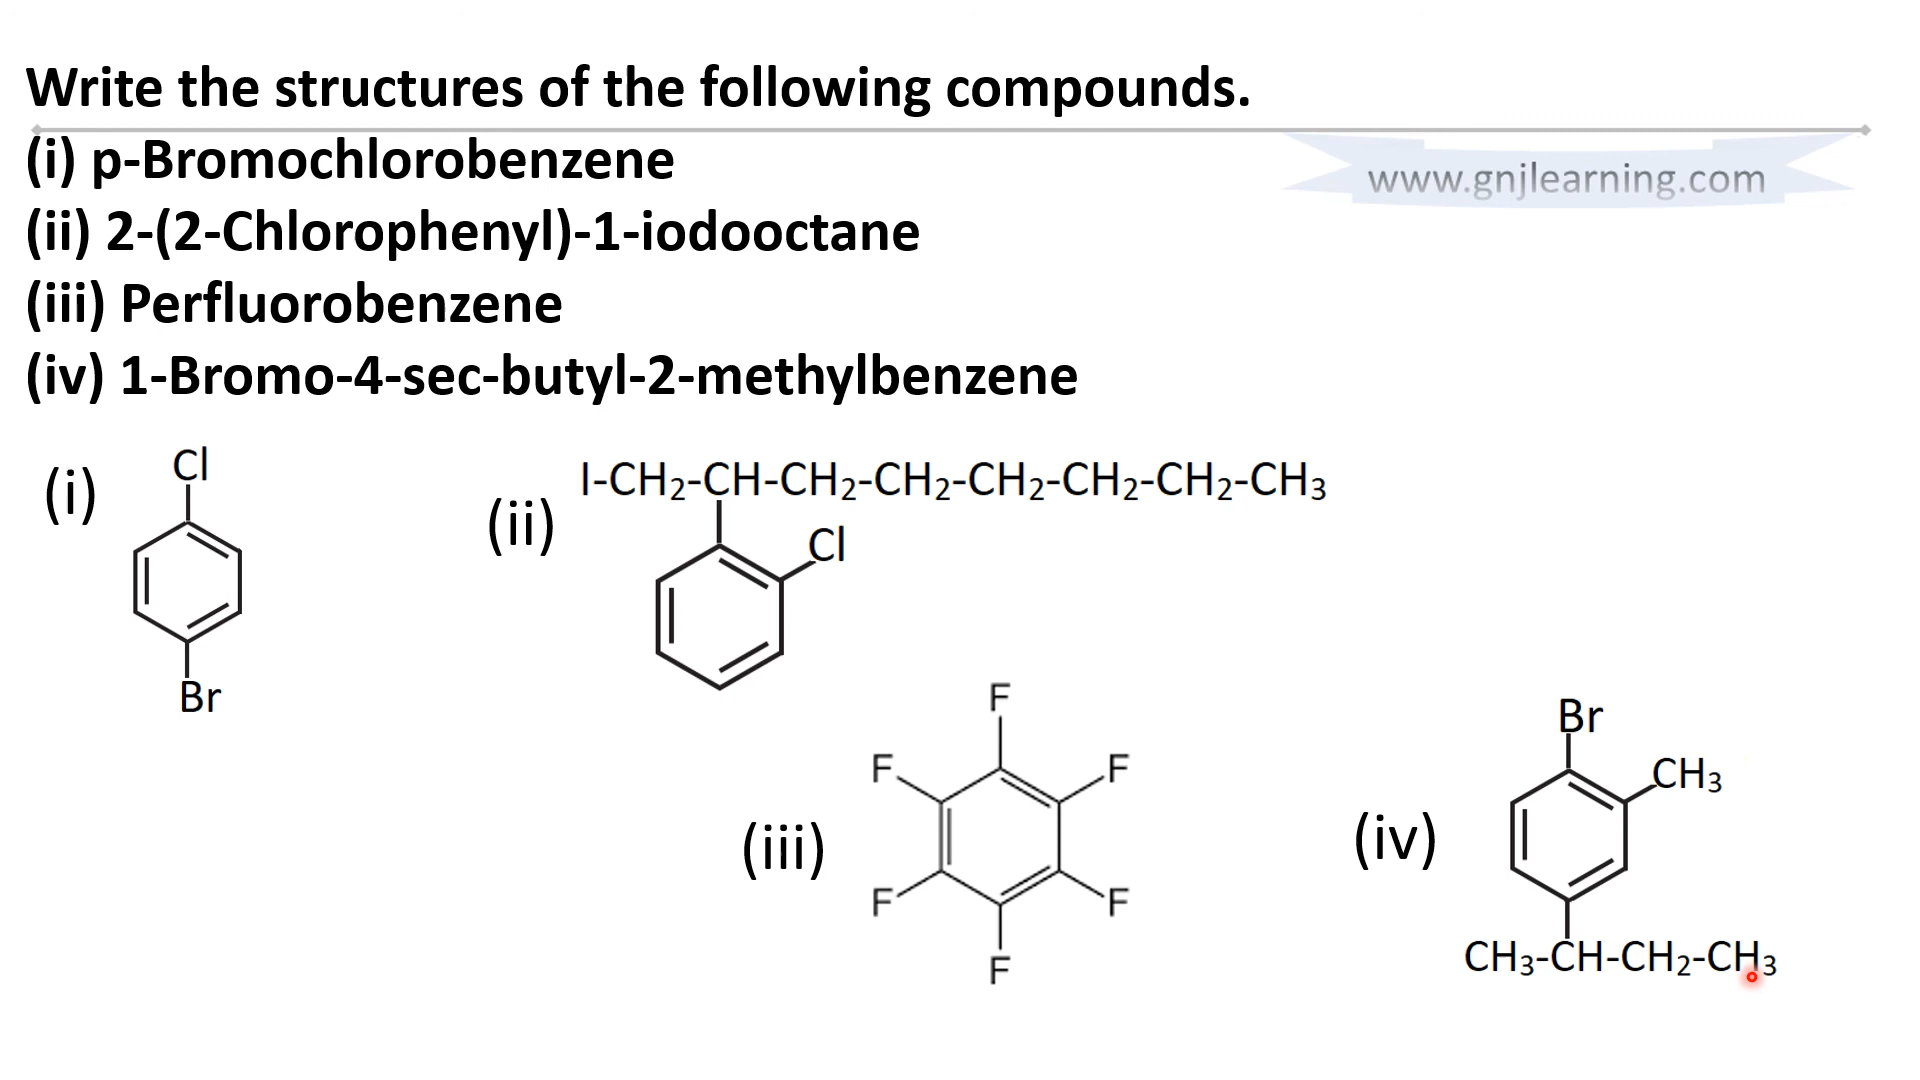 Write the structures of the following compounds.
(i) p-Bromochlorobenzene
www.gnjlearning.com
(ii) 2-(2-Chlorophenyl)-1-iodooctane
(iii) Perfluorobenzene
(iv) 1-Bromo-4-sec-butyl-2-methylbenzene
(i)
Cl
Br
(ii)
I-CH₂-CH-CH₂-CH₂-CH₂-CH₂-CH₂-CH₃
Cl
(iii)
F
F F
F F
F
(iv)
Br
CH₃
CH₃-CH-CH₂-CH₃